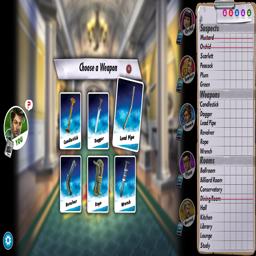 Choose a Weapon
Candlestick
Dagger
Lead Pipe
Revolver
Rope
Wrench
YOU
Suspects
Mustard
Orchid
Scarlett
Peacock
Plum
Green
Weapons
Candlestick
Dagger
Lead Pipe
Revolver
Rope
Wrench
Rooms
Ballroom
Billiard Room
Conservatory
Dining Room
Hall
Kitchen
Library
Lounge
Study